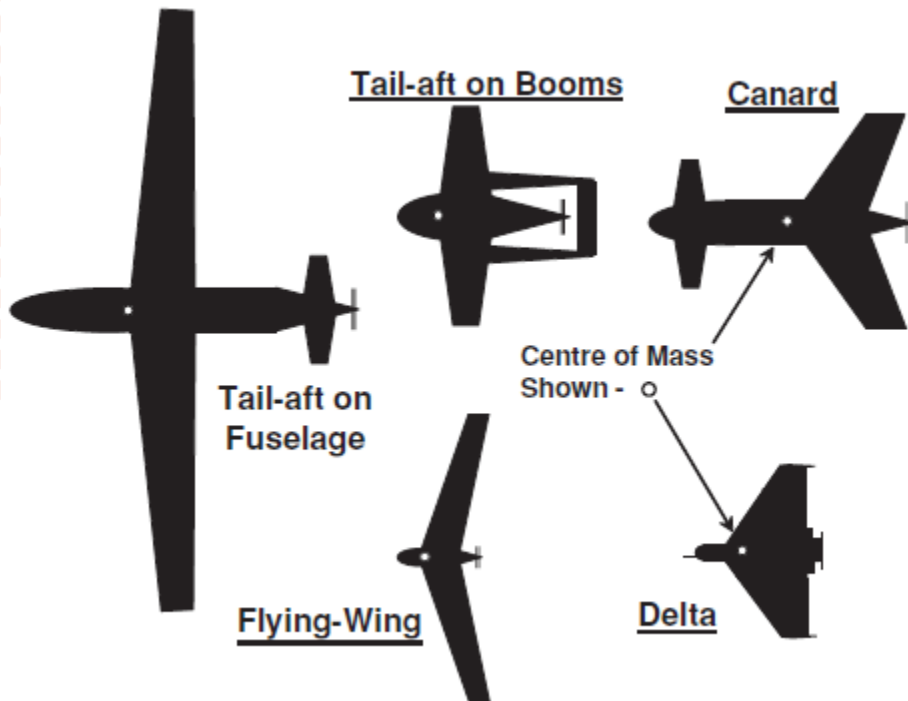 Tail-aft on Booms
Canard
Centre of Mass
Shown -
Tail-aft on
Fuselage
Flying-Wing
Delta